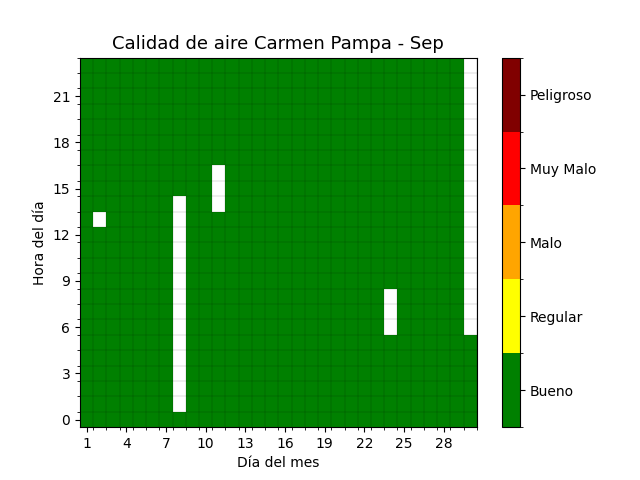 Calidad de aire Carmen Pampa - Sep
21
18
15
12
9
6
3
0
Hora del día
1 4 7 10 13 16 19 22 25 28
Día del mes
Peligroso
Muy Malo
Malo
Regular
Bueno